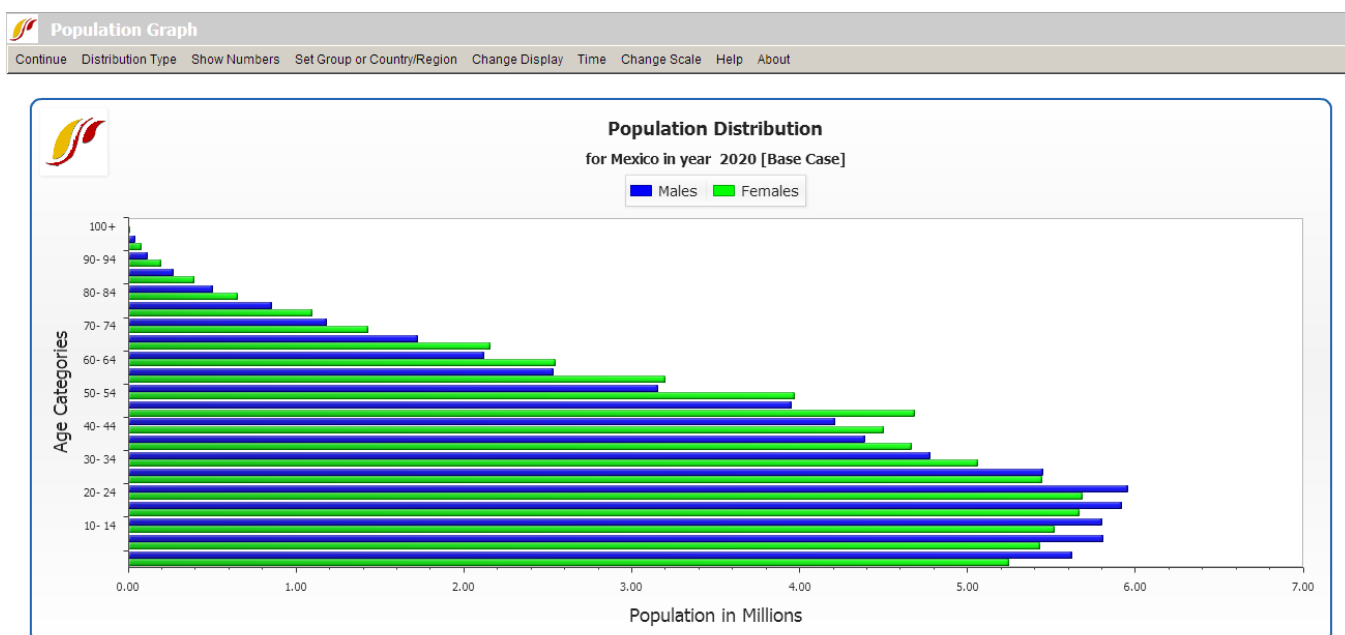 Population Graph
Continue Distribution Type Show Numbers Set Group or Country/Region Change Display Time Change Scale Help About
Population Distribution
for Mexico in year 2020 [Base Case]
Males Females
100+
90- 94
80- 84
70- 74
60- 64
50- 54
40- 44
30- 34
20- 24
10- 14
Age Categories
0.00 1.00 2.00 3.00 4.00 5.00 6.00 7.00
Population in Millions